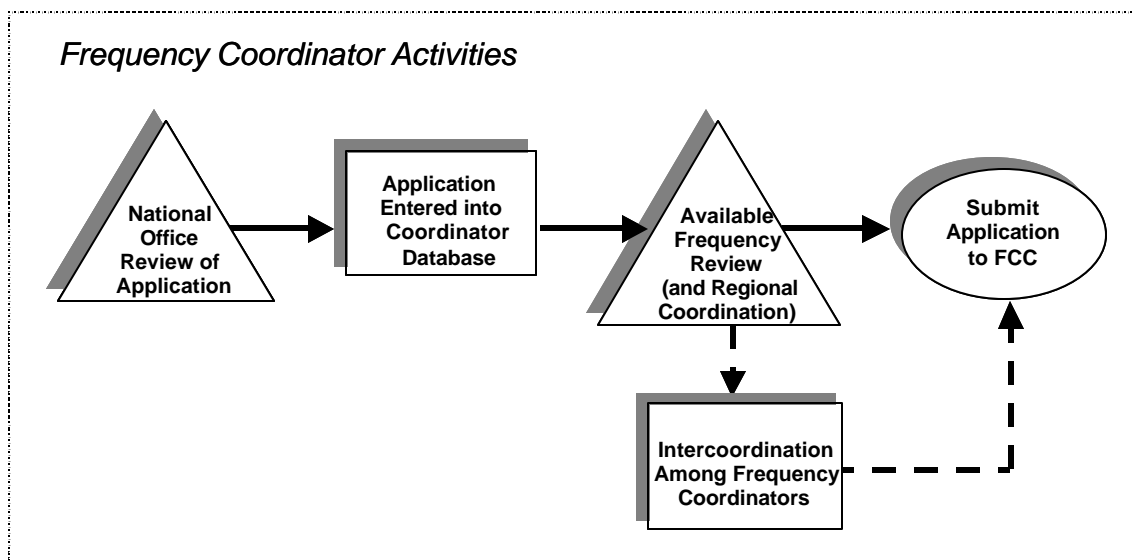 Frequency Coordinator Activities
National
Office
Review of
Application
Application
Entered into
Coordinator
Database
Available
Frequency
Review
(and Regional
Coordination)
Submit
Application
to FCC
Intercoordination
Among Frequency
Coordinators